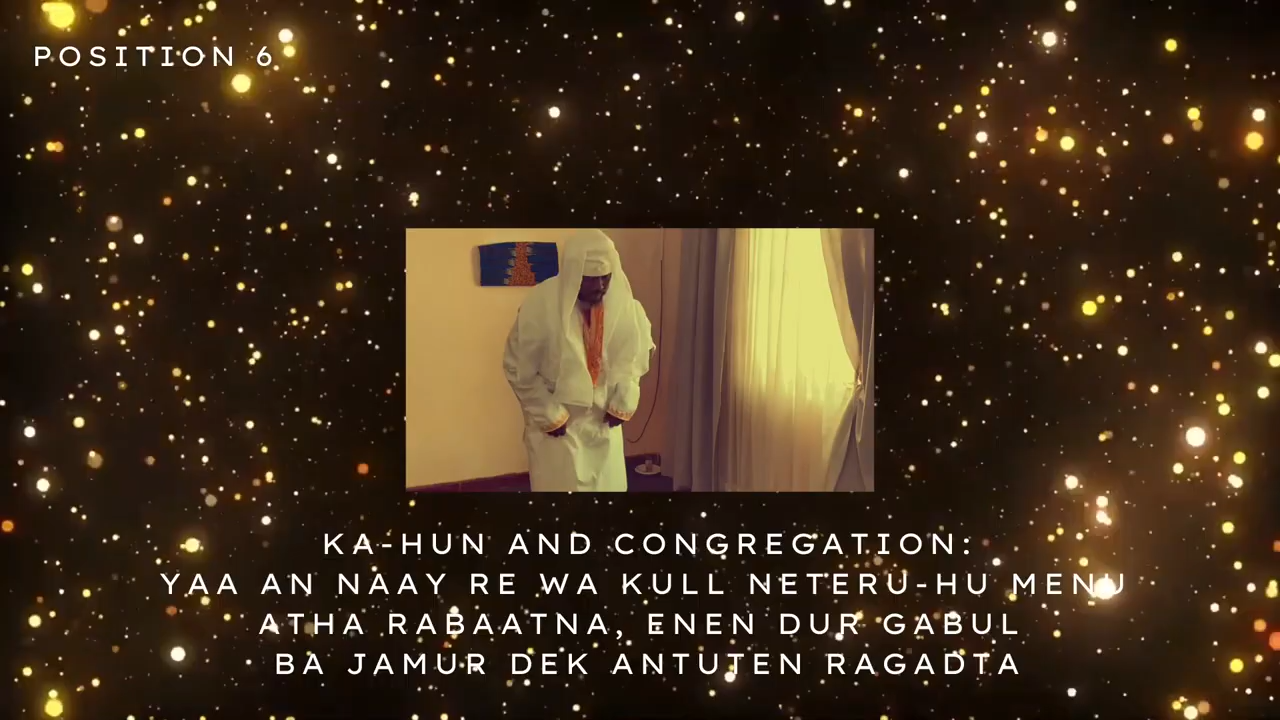 POSITION 6
KA-HUN AND CONGREGATION:
YAA AN NAAY RE WA KULL NETERU-HU MENU
ATHA RABAATNA, ENEN DUR GABUL
BA JAMUR DEK ANTUTEN RAGADTA